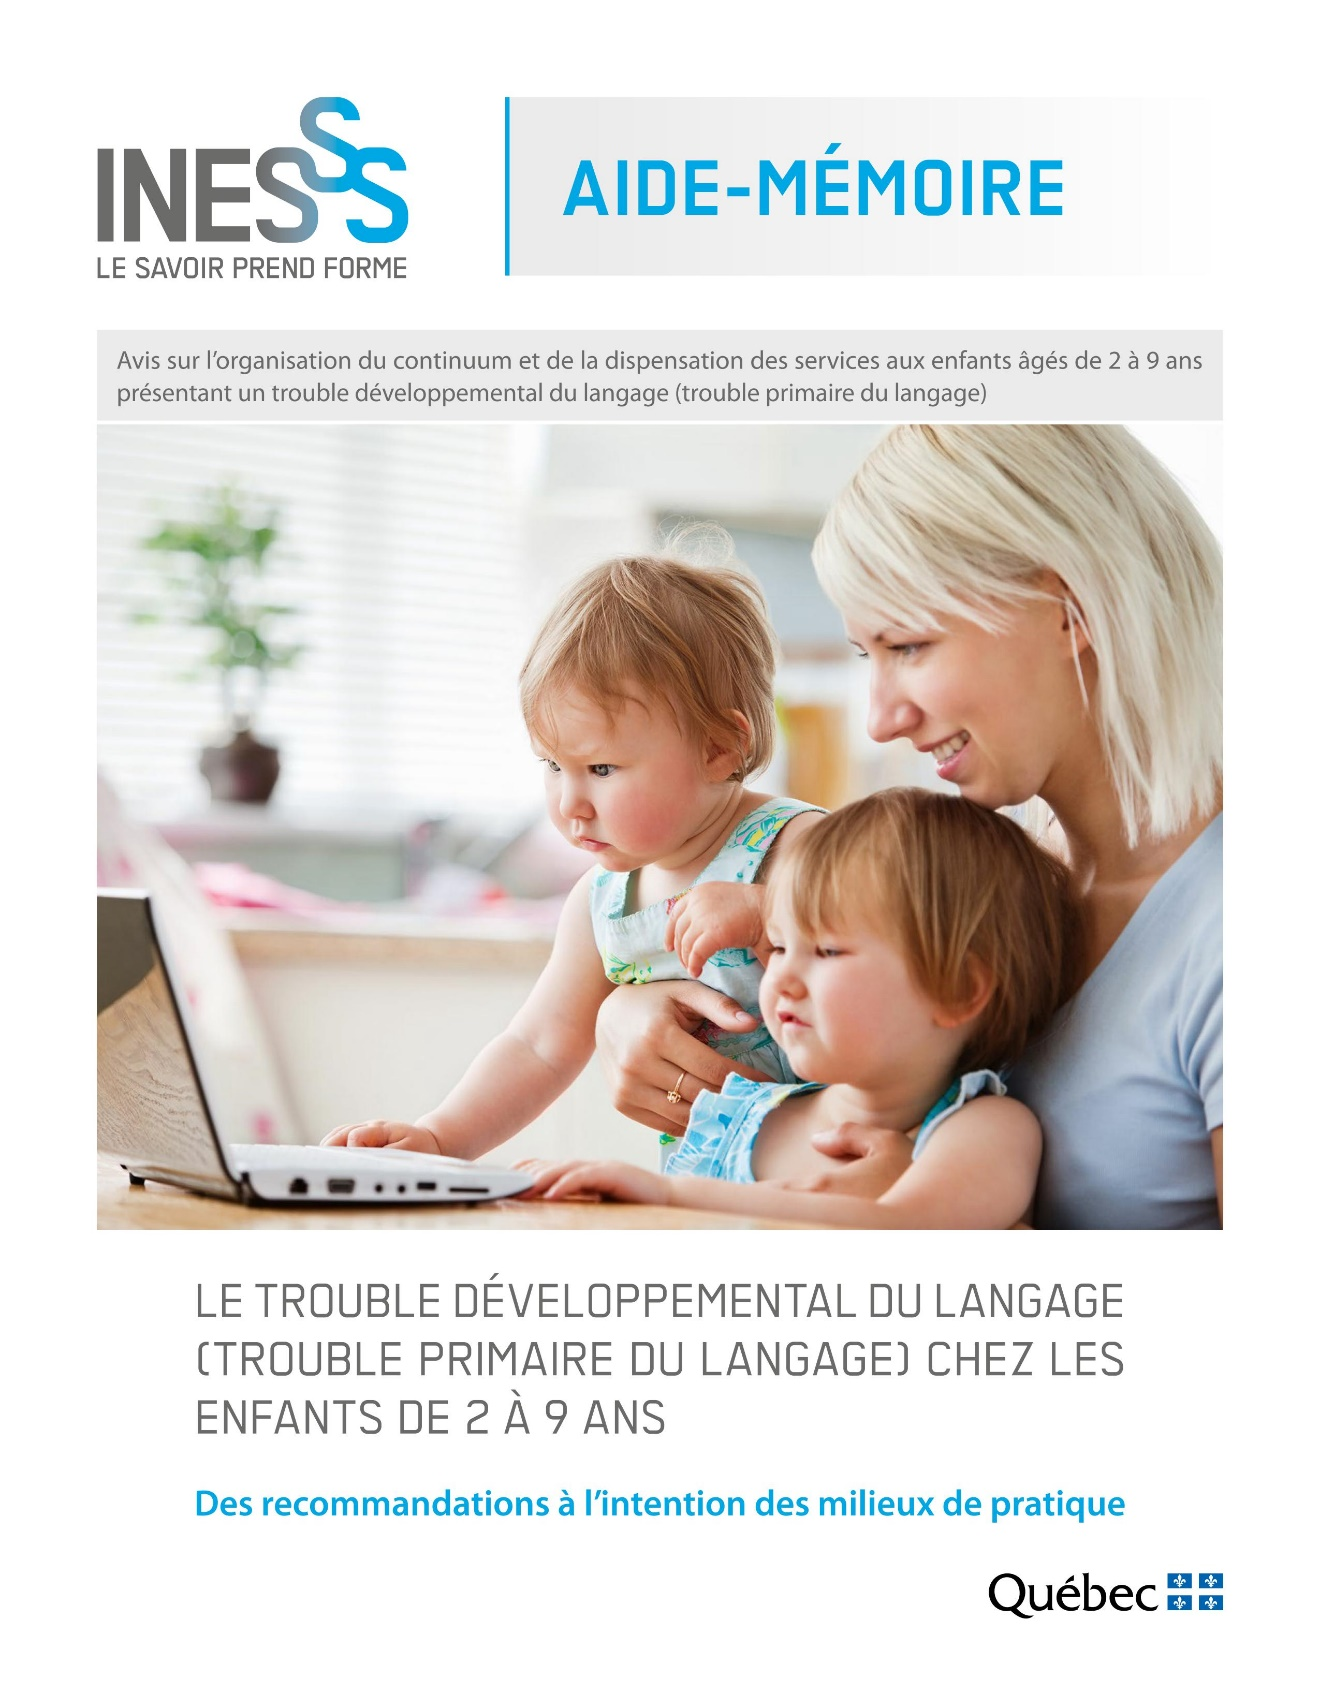 INESSS
LE SAVOIR PREND FORME
AIDE-MÉMOIRE
Avis sur l’organisation du continuum et de la dispensation des services aux enfants âgés de 2 à 9 ans
présentant un trouble développemental du langage (trouble primaire du langage)
LE TROUBLE DÉVELOPPEMENTAL DU LANGAGE
(TROUBLE PRIMAIRE DU LANGAGE) CHEZ LES
ENFANTS DE 2 À 9 ANS
Des recommandations à l’intention des milieux de pratique
Québec